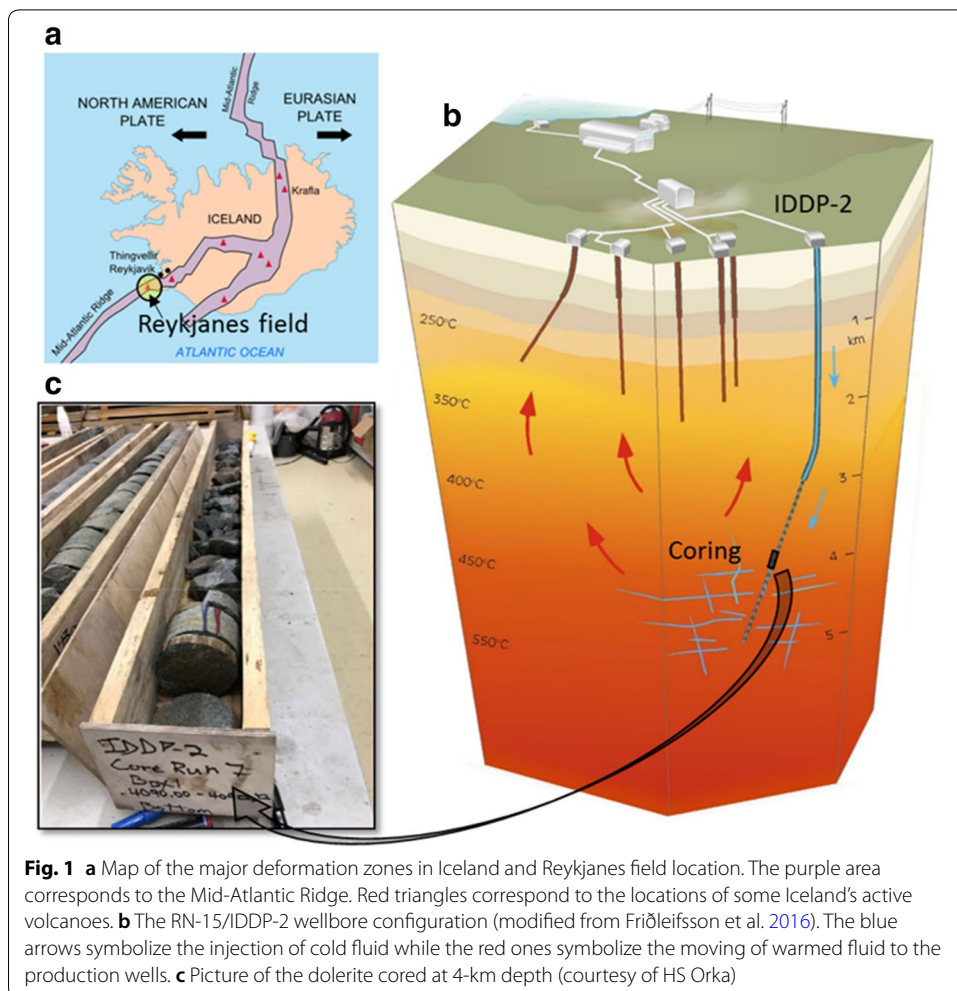 a
NORTH AMERICAN
PLATE
Mid-Atlantic
Ridge
EURASIAN
PLATE
Krafla
ICELAND
Thingvellir
Reykjavik
Mid-Atlantic Ridge
Reykjanes field
ATLANTIC OCEAN
b
IDDP-2
250°C
350°C
400°C
450°C
550°C
1
km
2
3
4
5
Coring
c
IDDP-2
Core Run 7
Box 1
Bottom
Fig. 1 a Map of the major deformation zones in Iceland and Reykjanes field location. The purple area
corresponds to the Mid-Atlantic Ridge. Red triangles correspond to the locations of some Iceland's active
volcanoes. b The RN-15/IDDP-2 wellbore configuration (modified from Friðleifsson et al. 2016). The blue
arrows symbolize the injection of cold fluid while the red ones symbolize the moving of warmed fluid to the
production wells. c Picture of the dolerite cored at 4-km depth (courtesy of HS Orka)